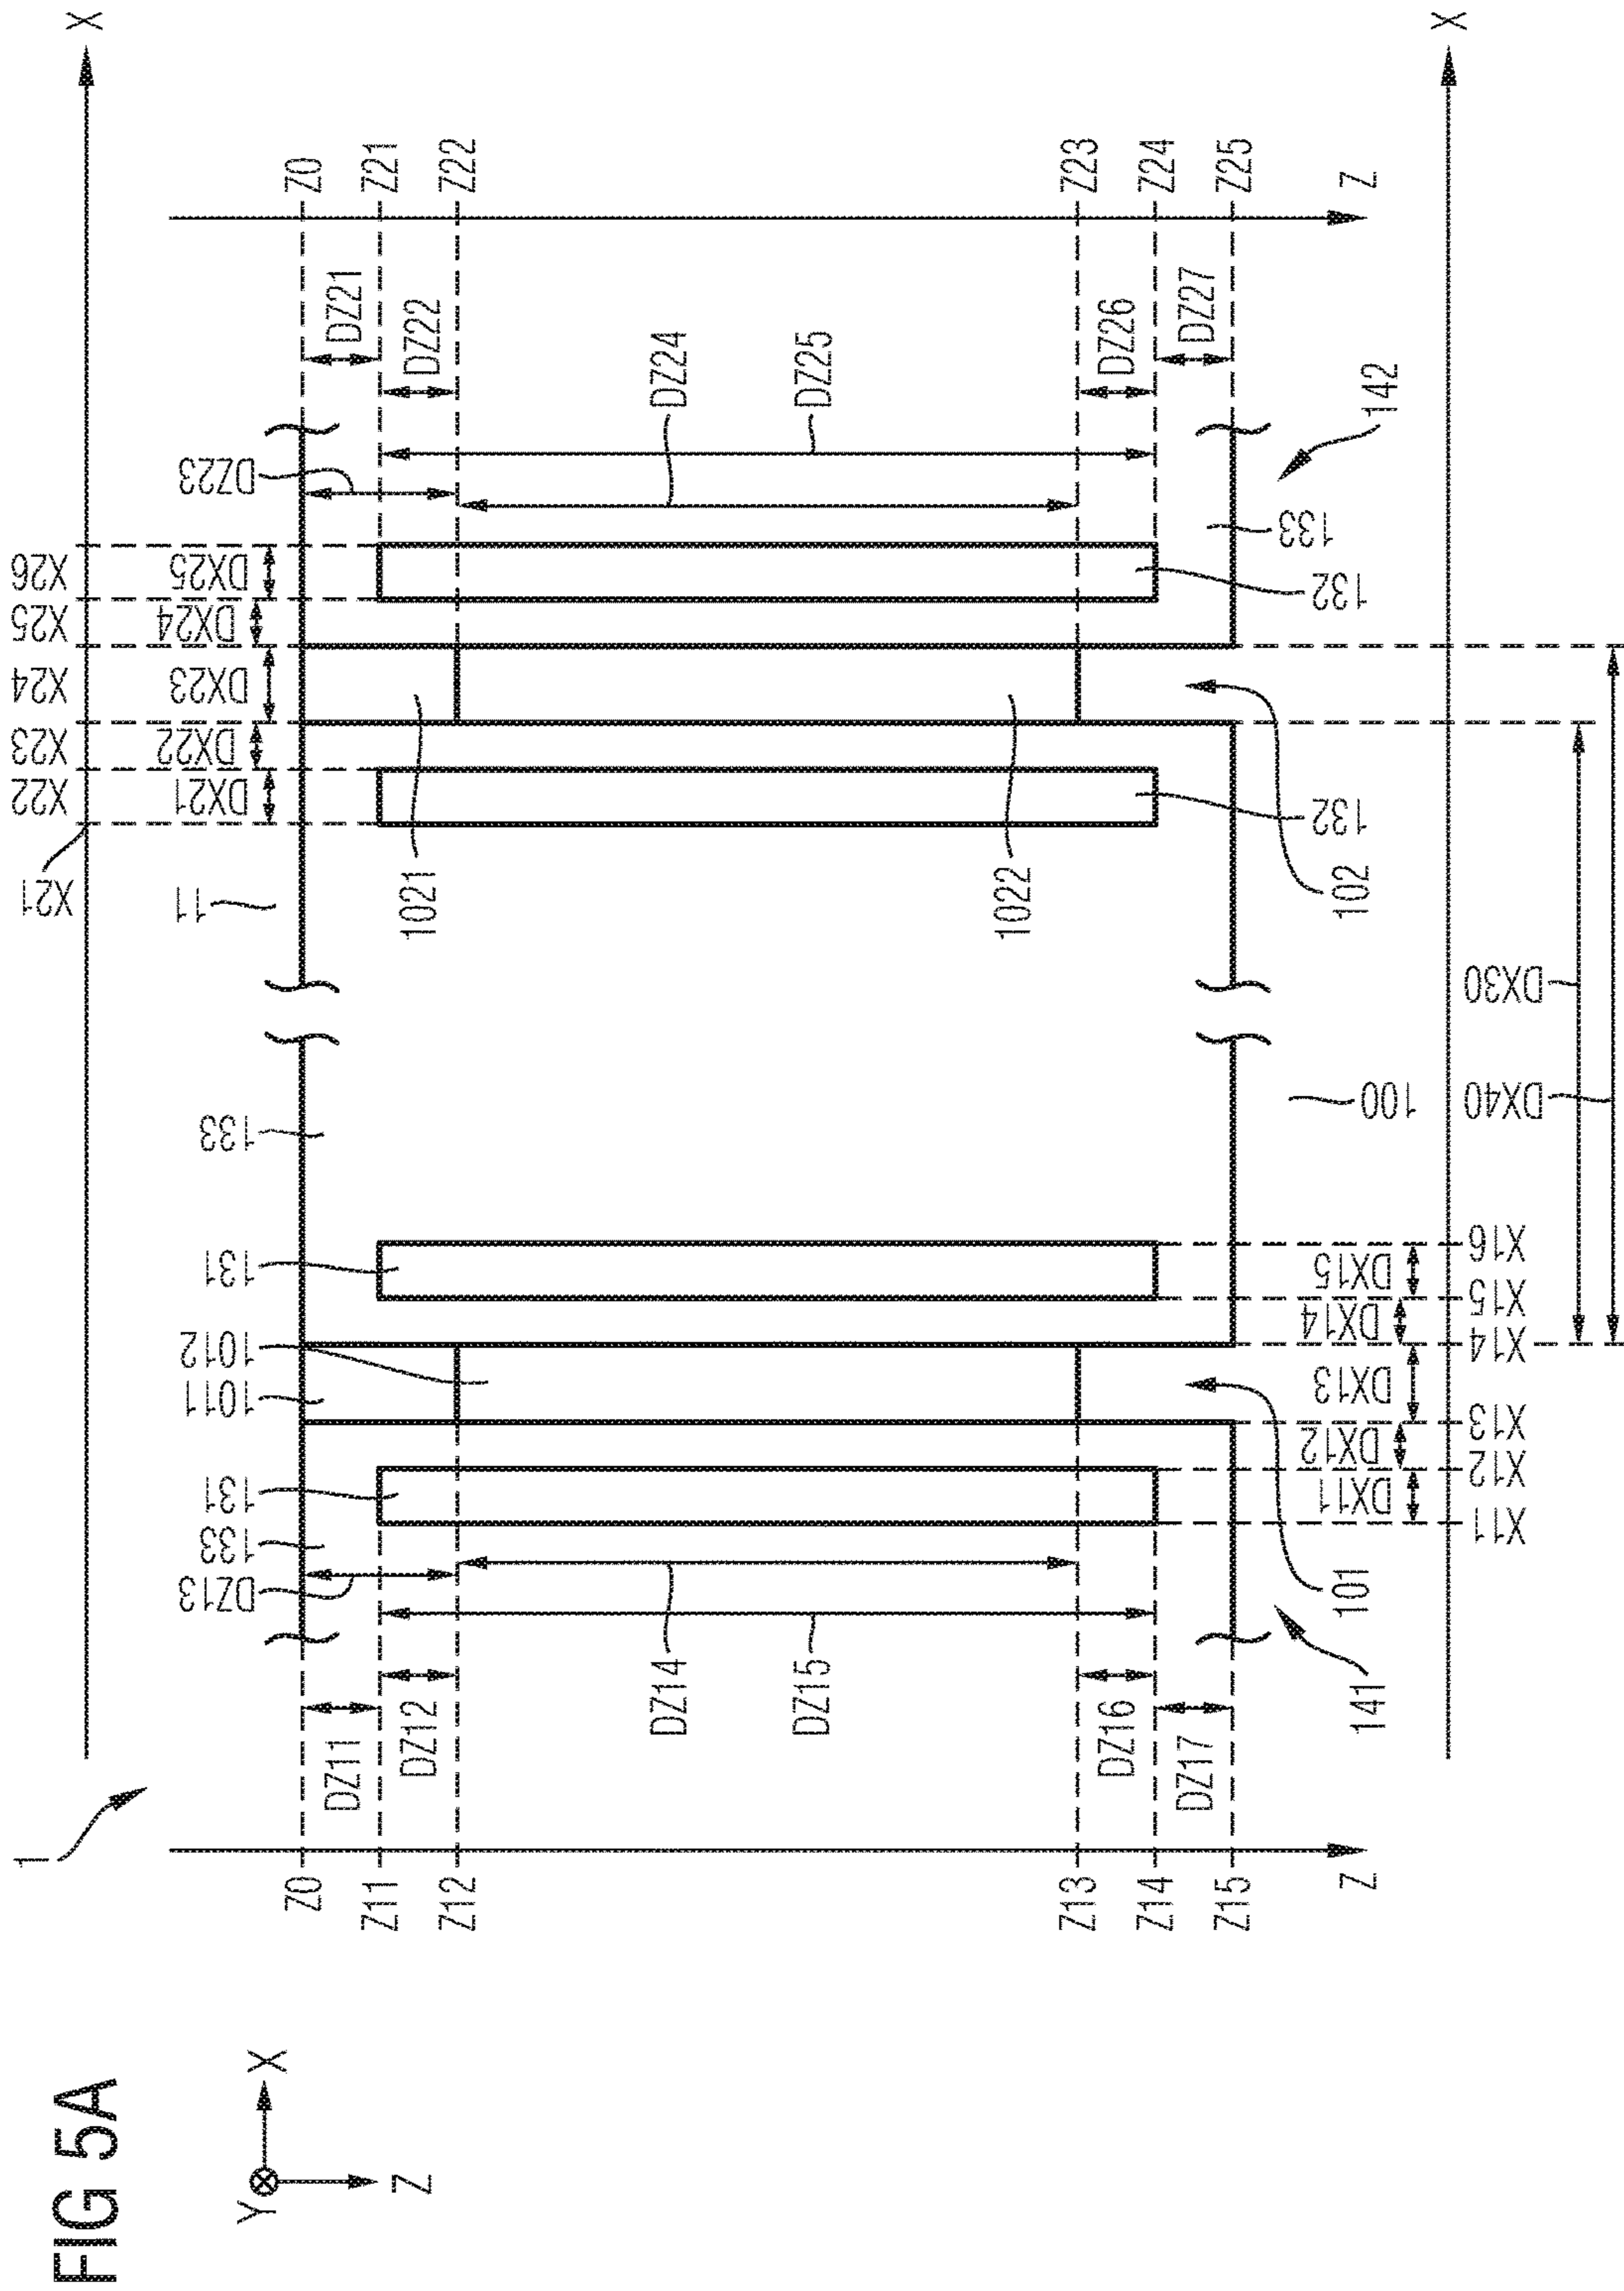 FIG 5A
Y
X
Z
1
X
X21
X22
X23
X24
X25
X26
DX21
DX22
DX23
DX24
DX25
11
133
131
1012
1011
131
133
DZ13
DZ23
Z0
Z11
Z12
Z13
Z14
Z15
Z
DZ11
DZ12
DZ14
DZ15
DZ16
DZ17
141
101
1021
1022
102
132
132
133
142
DZ21
DZ22
DZ24
DZ25
DZ26
DZ27
Z0
Z21
Z22
Z23
Z24
Z25
Z
100
DX11
DX12
DX13
DX14
DX15
X11
X12
X13
X14
X15
X16
X
DX30
DX40